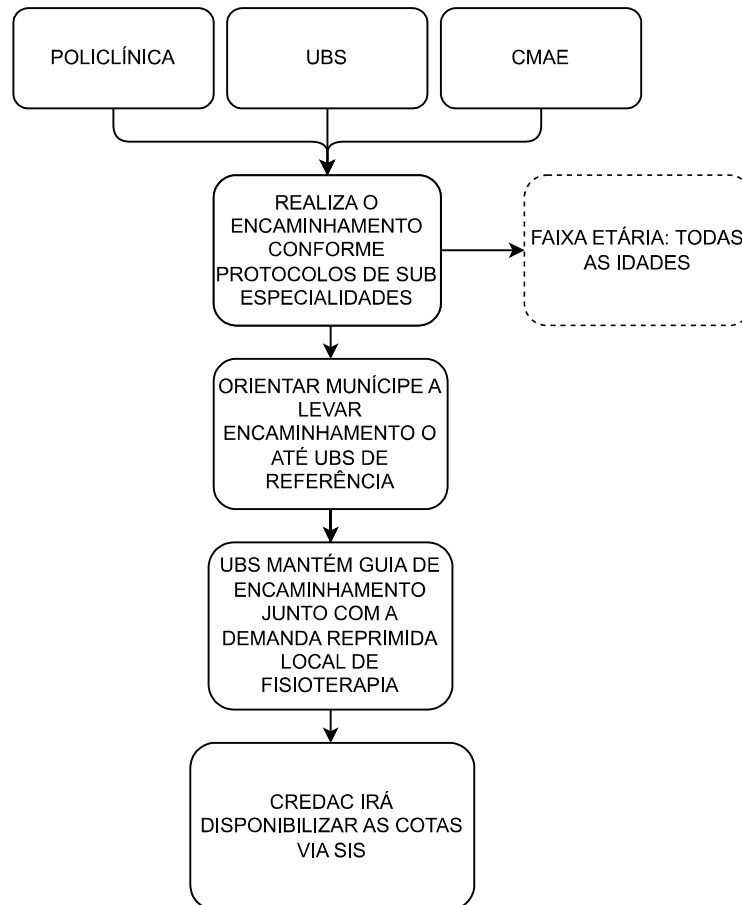 POLICLÍNICA
UBS
CMAE
REALIZA O
ENCAMINHAMENTO
CONFORME
PROTOCOLOS DE SUB
ESPECIALIDADES
FAIXA ETÁRIA: TODAS
AS IDADES
ORIENTAR MUNÍCIPE A
LEVAR
ENCAMINHAMENTO O
ATÉ UBS DE
REFERÊNCIA
UBS MANTÉM GUIA DE
ENCAMINHAMENTO
JUNTO COM A
DEMANDA REPRIMIDA
LOCAL DE
FISIOTERAPIA
CREDAC IRÁ
DISPONIBILIZAR AS COTAS
VIA SIS